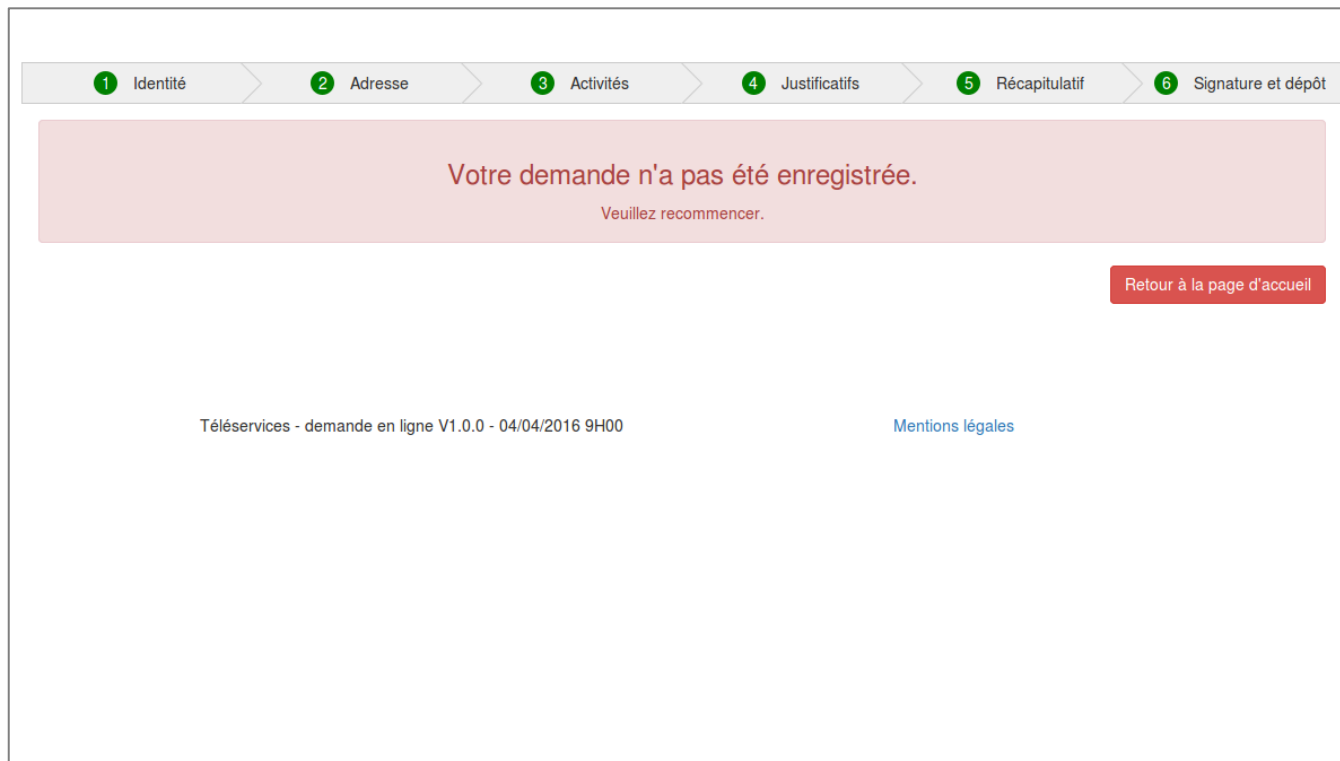 1 Identité 2 Adresse 3 Activités 4 Justificatifs 5 Récapitulatif 6 Signature et dépôt
Votre demande n'a pas été enregistrée.
Veuillez recommencer.
Retour à la page d'accueil
Téléservices - demande en ligne V1.0.0 - 04/04/2016 9H00 Mentions légales